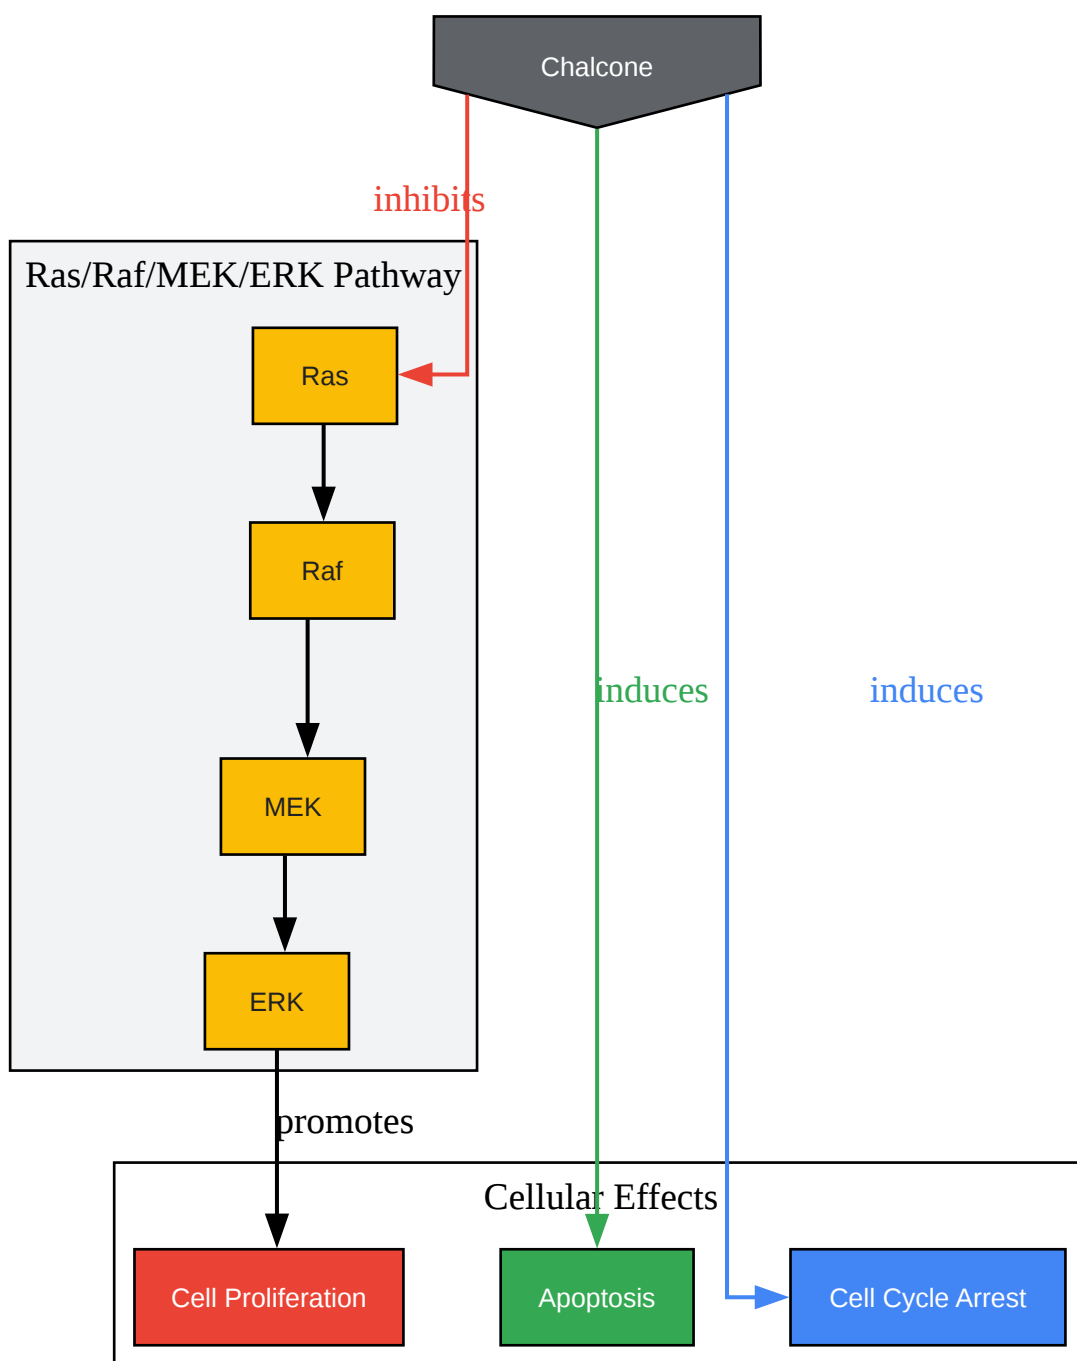 Chalcone
inhibits
Ras/Raf/MEK/ERK Pathway
Ras
Raf
induces
induces
MEK
ERK
promotes
Cellular Effects
Cell Proliferation
Apoptosis
Cell Cycle Arrest